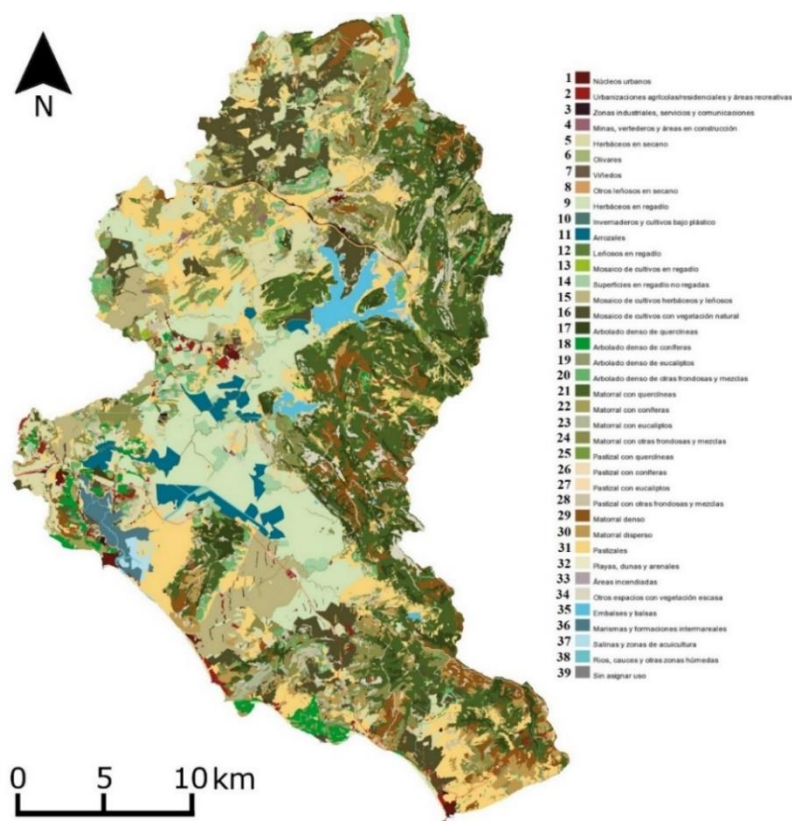 N
1 Núcleos urbanos
2 Urbanizaciones agrícolas/residenciales y áreas recreativas
3 Zonas industriales, servicios y comunicaciones
4 Minas, vertederos y áreas en construcción
5 Herbáceos en secano
6 Olivares
7 Viñedos
8 Otros leñosos en secano
9 Herbáceos en regadío
10 Invernaderos y cultivos bajo plástico
11 Arrozales
12 Leñosos en regadío
13 Mosaico de cultivos en regadío
14 Superficies en regadío no regadas
15 Mosaico de cultivos herbáceos y leñosos
16 Mosaico de cultivos con vegetación natural
17 Arbolado denso de quercíneas
18 Arbolado denso de coníferas
19 Arbolado denso de eucaliptos
20 Arbolado denso de otras frondosas y mezclas
21 Matorral con quercíneas
22 Matorral con coníferas
23 Matorral con eucaliptos
24 Matorral con otras frondosas y mezclas
25 Pastizal con quercíneas
26 Pastizal con coníferas
27 Pastizal con eucaliptos
28 Pastizal con otras frondosas y mezclas
29 Matorral denso
30 Matorral disperso
31 Pastizales
32 Playas, dunas y arenales
33 Áreas incendiadas
34 Otros espacios con vegetación escasa
35 Embalses y balsas
36 Marismas y formaciones intermareales
37 Salinas y zonas de acuicultura
38 Ríos, cauces y otras zonas húmedas
39 Sin asignar uso
0 5 10 km